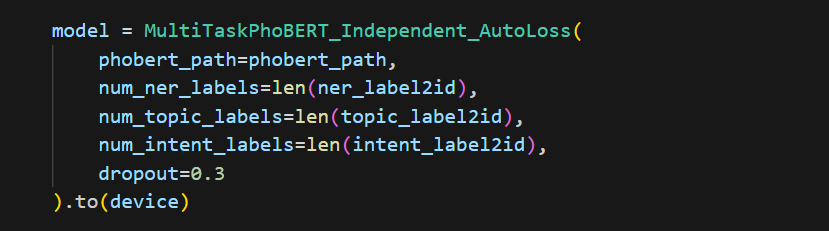 model = MultiTaskPhoBERT_Independent_AutoLoss(
    phobert_path=phobert_path,
    num_ner_labels=len(ner_label2id),
    num_topic_labels=len(topic_label2id),
    num_intent_labels=len(intent_label2id),
    dropout=0.3
).to(device)